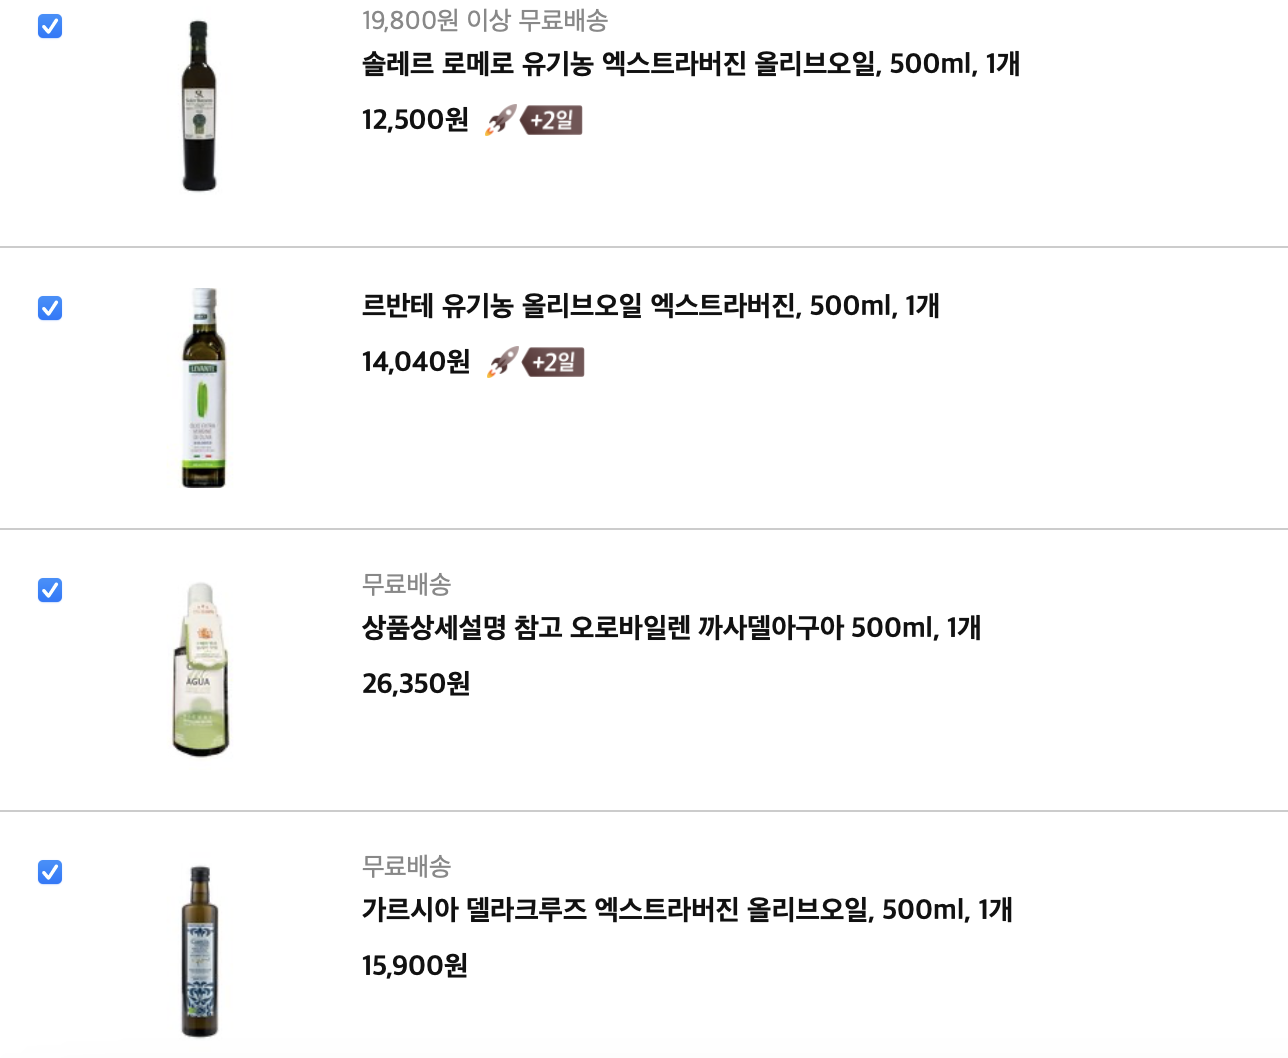 19,800원 이상 무료배송
솔레르 로메로 유기농 엑스트라버진 올리브오일, 500ml, 1개
12,500원 +2일
르반테 유기농 올리브오일 엑스트라버진, 500ml, 1개
14,040원 +2일
LEVANTE
무료배송
상품상세설명 참고 오로바일렌 까사델아구아 500ml, 1개
26,350원
AGUA
무료배송
가르시아 델라크루즈 엑스트라버진 올리브오일, 500ml, 1개
15,900원